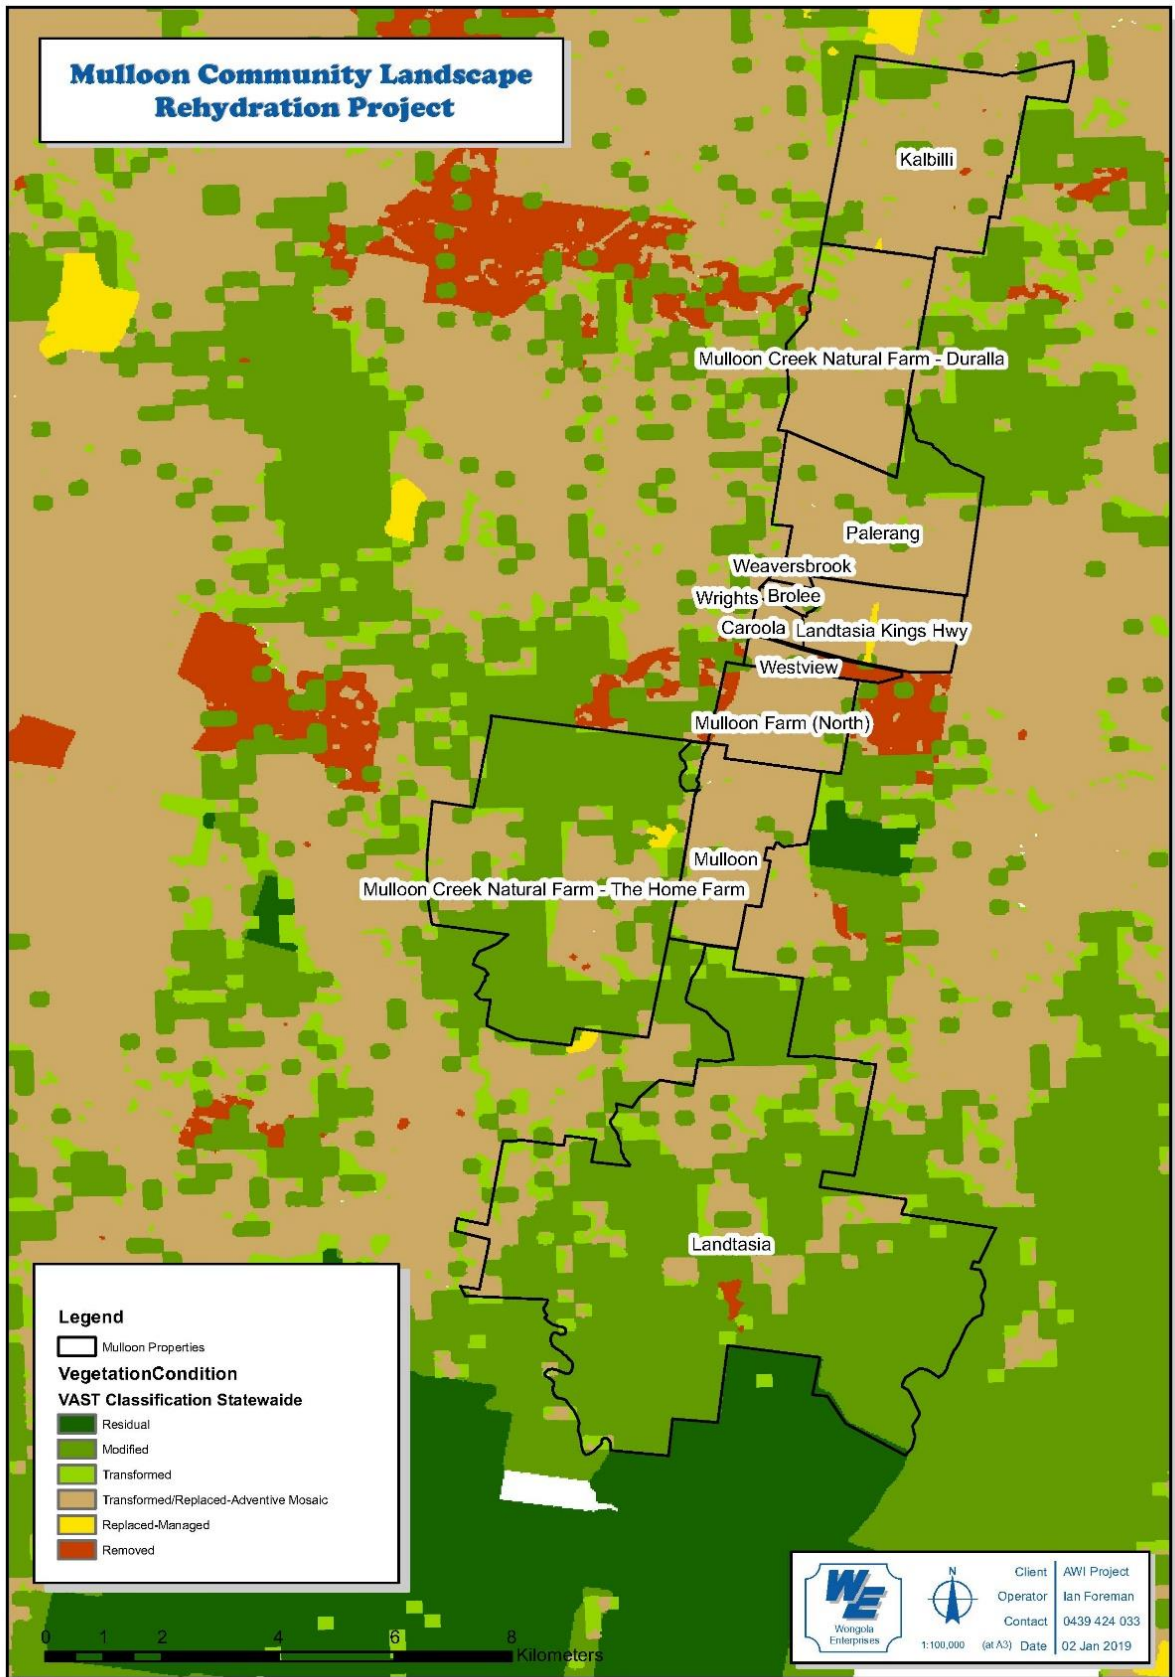 Mulloon Community Landscape
Rehydration Project
Kalbilli
Mulloon Creek Natural Farm - Duralla
Palerang
Weaversbrook
Wrights
Brolee
Caroola
Landtasia Kings Hwy
Westview
Mulloon Farm (North)
Mulloon
Mulloon Creek Natural Farm - The Home Farm
Landtasia
Legend
Mulloon Properties
VegetationCondition
VAST Classification Statewaide
Residual
Modified
Transformed
Transformed/Replaced-Adventive Mosaic
Replaced-Managed
Removed
0 1 2 4 6 8
Kilometers
WE
Wongola
Enterprises
N
1:100,000 (at A3)
Client AWI Project
Operator Ian Foreman
Contact 0439 424 033
Date 02 Jan 2019